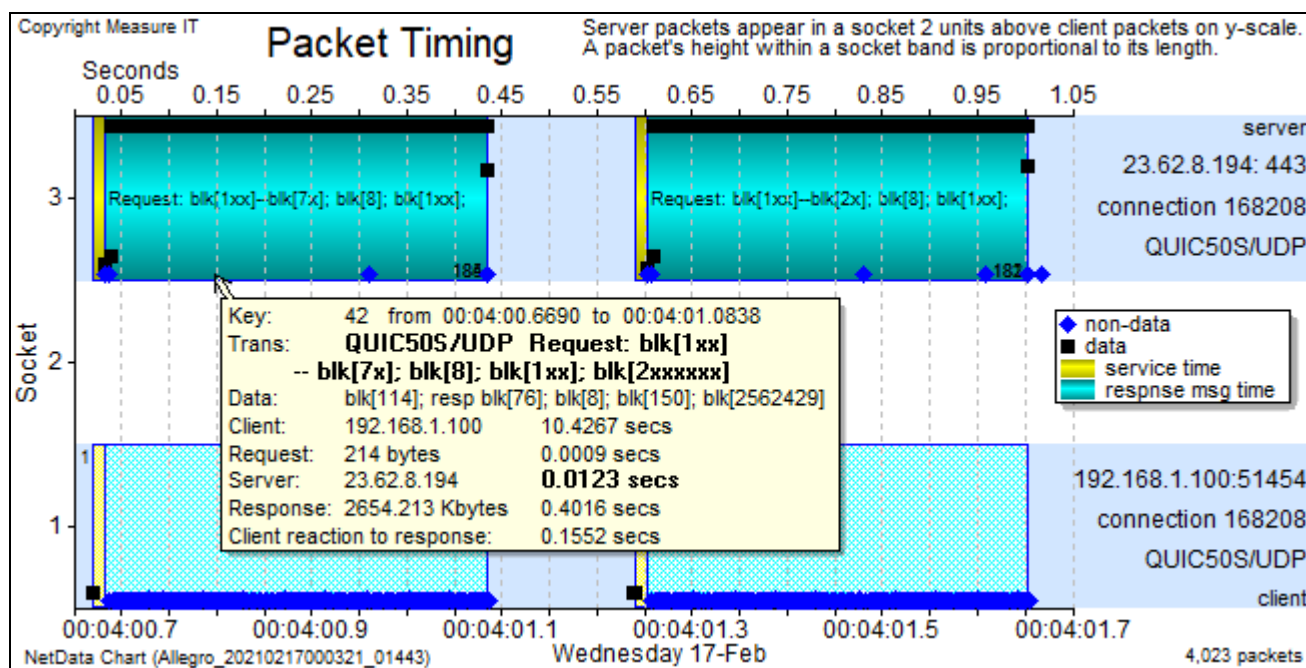 Copyright Measure IT
Packet Timing
Server packets appear in a socket 2 units above client packets on y-scale.
A packet's height within a socket band is proportional to its length.
Seconds
0.05 0.15 0.25 0.35 0.45 0.55 0.65 0.75 0.85 0.95 1.05
server
23.62.8.194: 443
connection 168208
QUIC50S/UDP
3
Request: blk[1xx]--blk[7x]; blk[8]; blk[1xx];
Request: blk[1xx]--blk[2x]; blk[8]; blk[1xx];
Key: 42 from 00:04:00.6690 to 00:04:01.0838
Trans: QUIC50S/UDP Request: blk[1xx]
-- blk[7x]; blk[8]; blk[1xx]; blk[2xxxxxx]
Data: blk[114]; resp blk[76]; blk[8]; blk[150]; blk[2562429]
Client: 192.168.1.100 10.4267 secs
Request: 214 bytes 0.0009 secs
Server: 23.62.8.194 0.0123 secs
Response: 2654.213 Kbytes 0.4016 secs
Client reaction to response: 0.1552 secs
non-data
data
service time
respnse msg time
Socket
2
1
1
192.168.1.100:51454
connection 168208
QUIC50S/UDP
client
00:04:00.7 00:04:00.9 00:04:01.1 00:04:01.3 00:04:01.5 00:04:01.7
NetData Chart (Allegro_20210217000321_01443)
Wednesday 17-Feb
4,023 packets